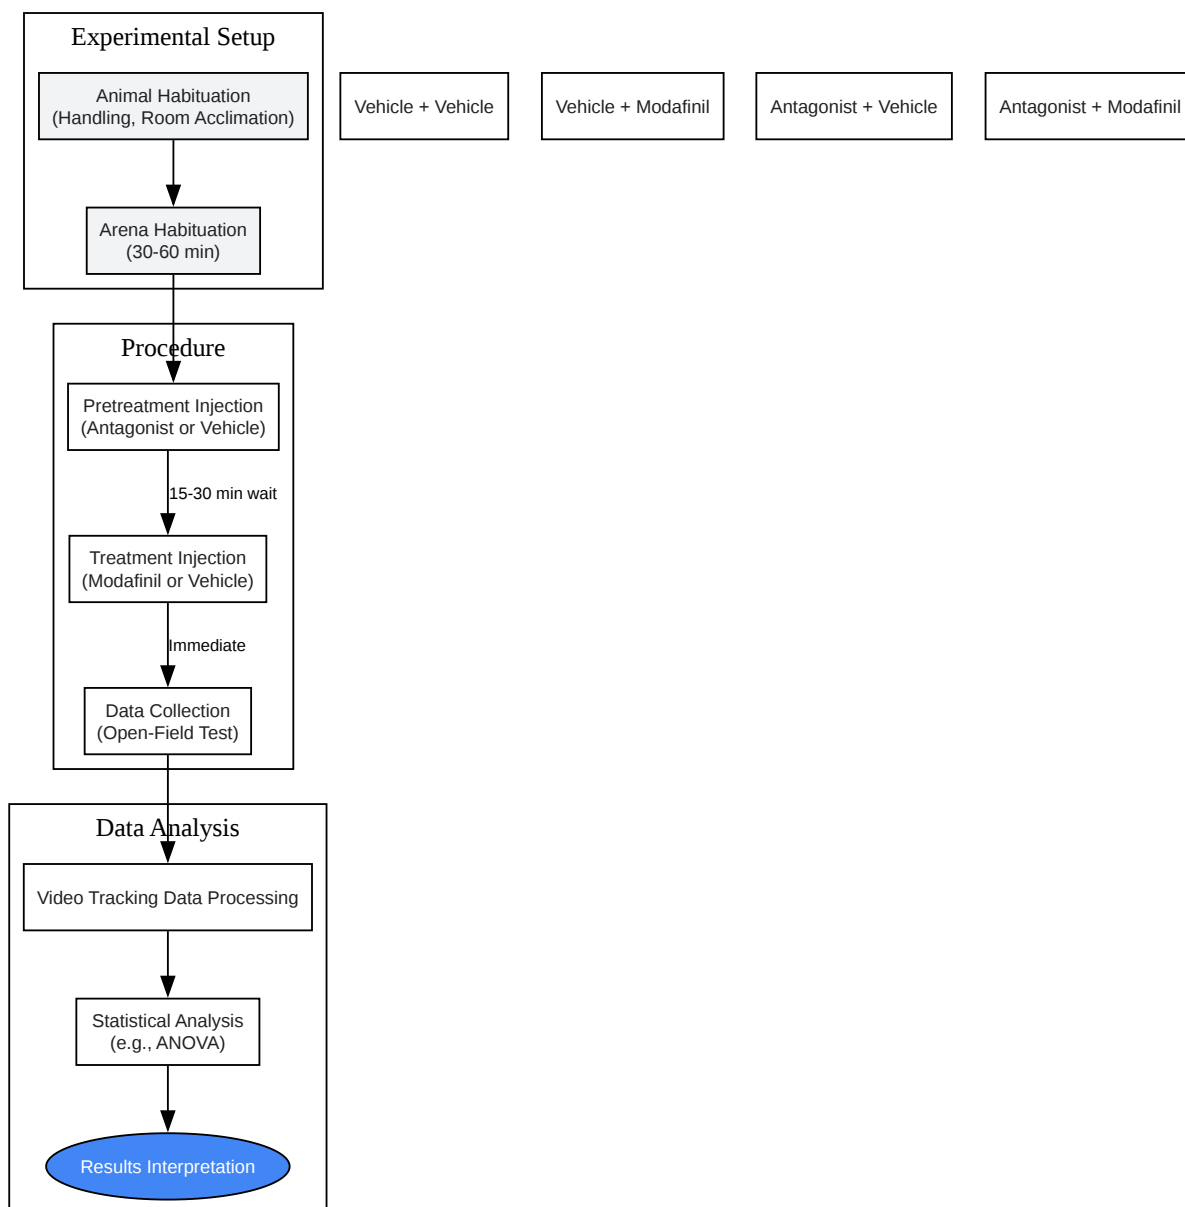 Experimental Setup
Animal Habituation
(Handling, Room Acclimation)
Vehicle + Vehicle
Vehicle + Modafinil
Antagonist + Vehicle
Antagonist + Modafinil
Arena Habituation
(30-60 min)
Procedure
Pretreatment Injection
(Antagonist or Vehicle)
15-30 min wait
Treatment Injection
(Modafinil or Vehicle)
Immediate
Data Collection
(Open-Field Test)
Data Analysis
Video Tracking Data Processing
Statistical Analysis
(e.g., ANOVA)
Results Interpretation